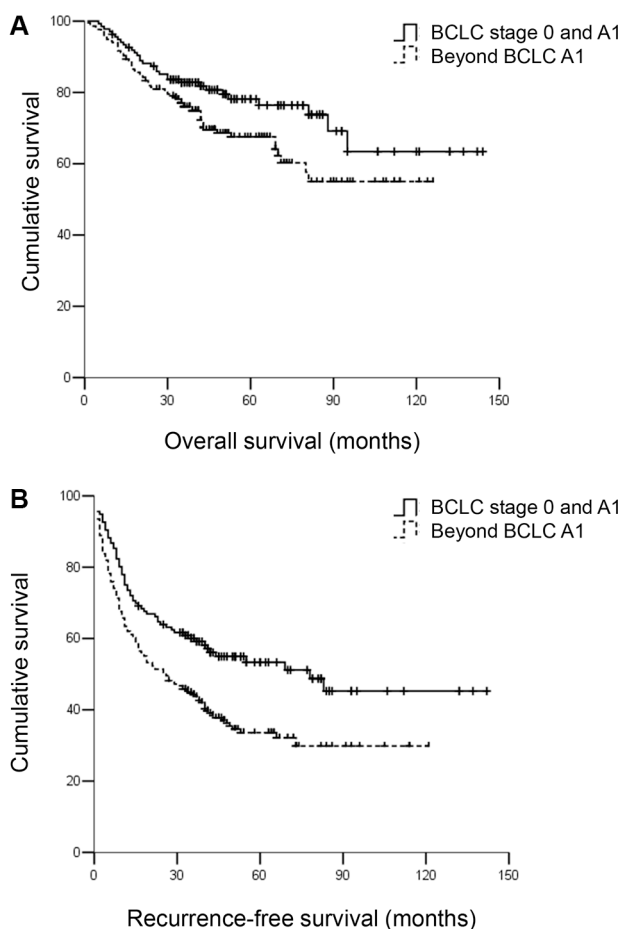 A
BCLC stage 0 and A1
Beyond BCLC A1
Cumulative survival
100
80
60
40
20
0
0 30 60 90 120 150
Overall survival (months)
B
BCLC stage 0 and A1
Beyond BCLC A1
Cumulative survival
100
80
60
40
20
0
0 30 60 90 120 150
Recurrence-free survival (months)